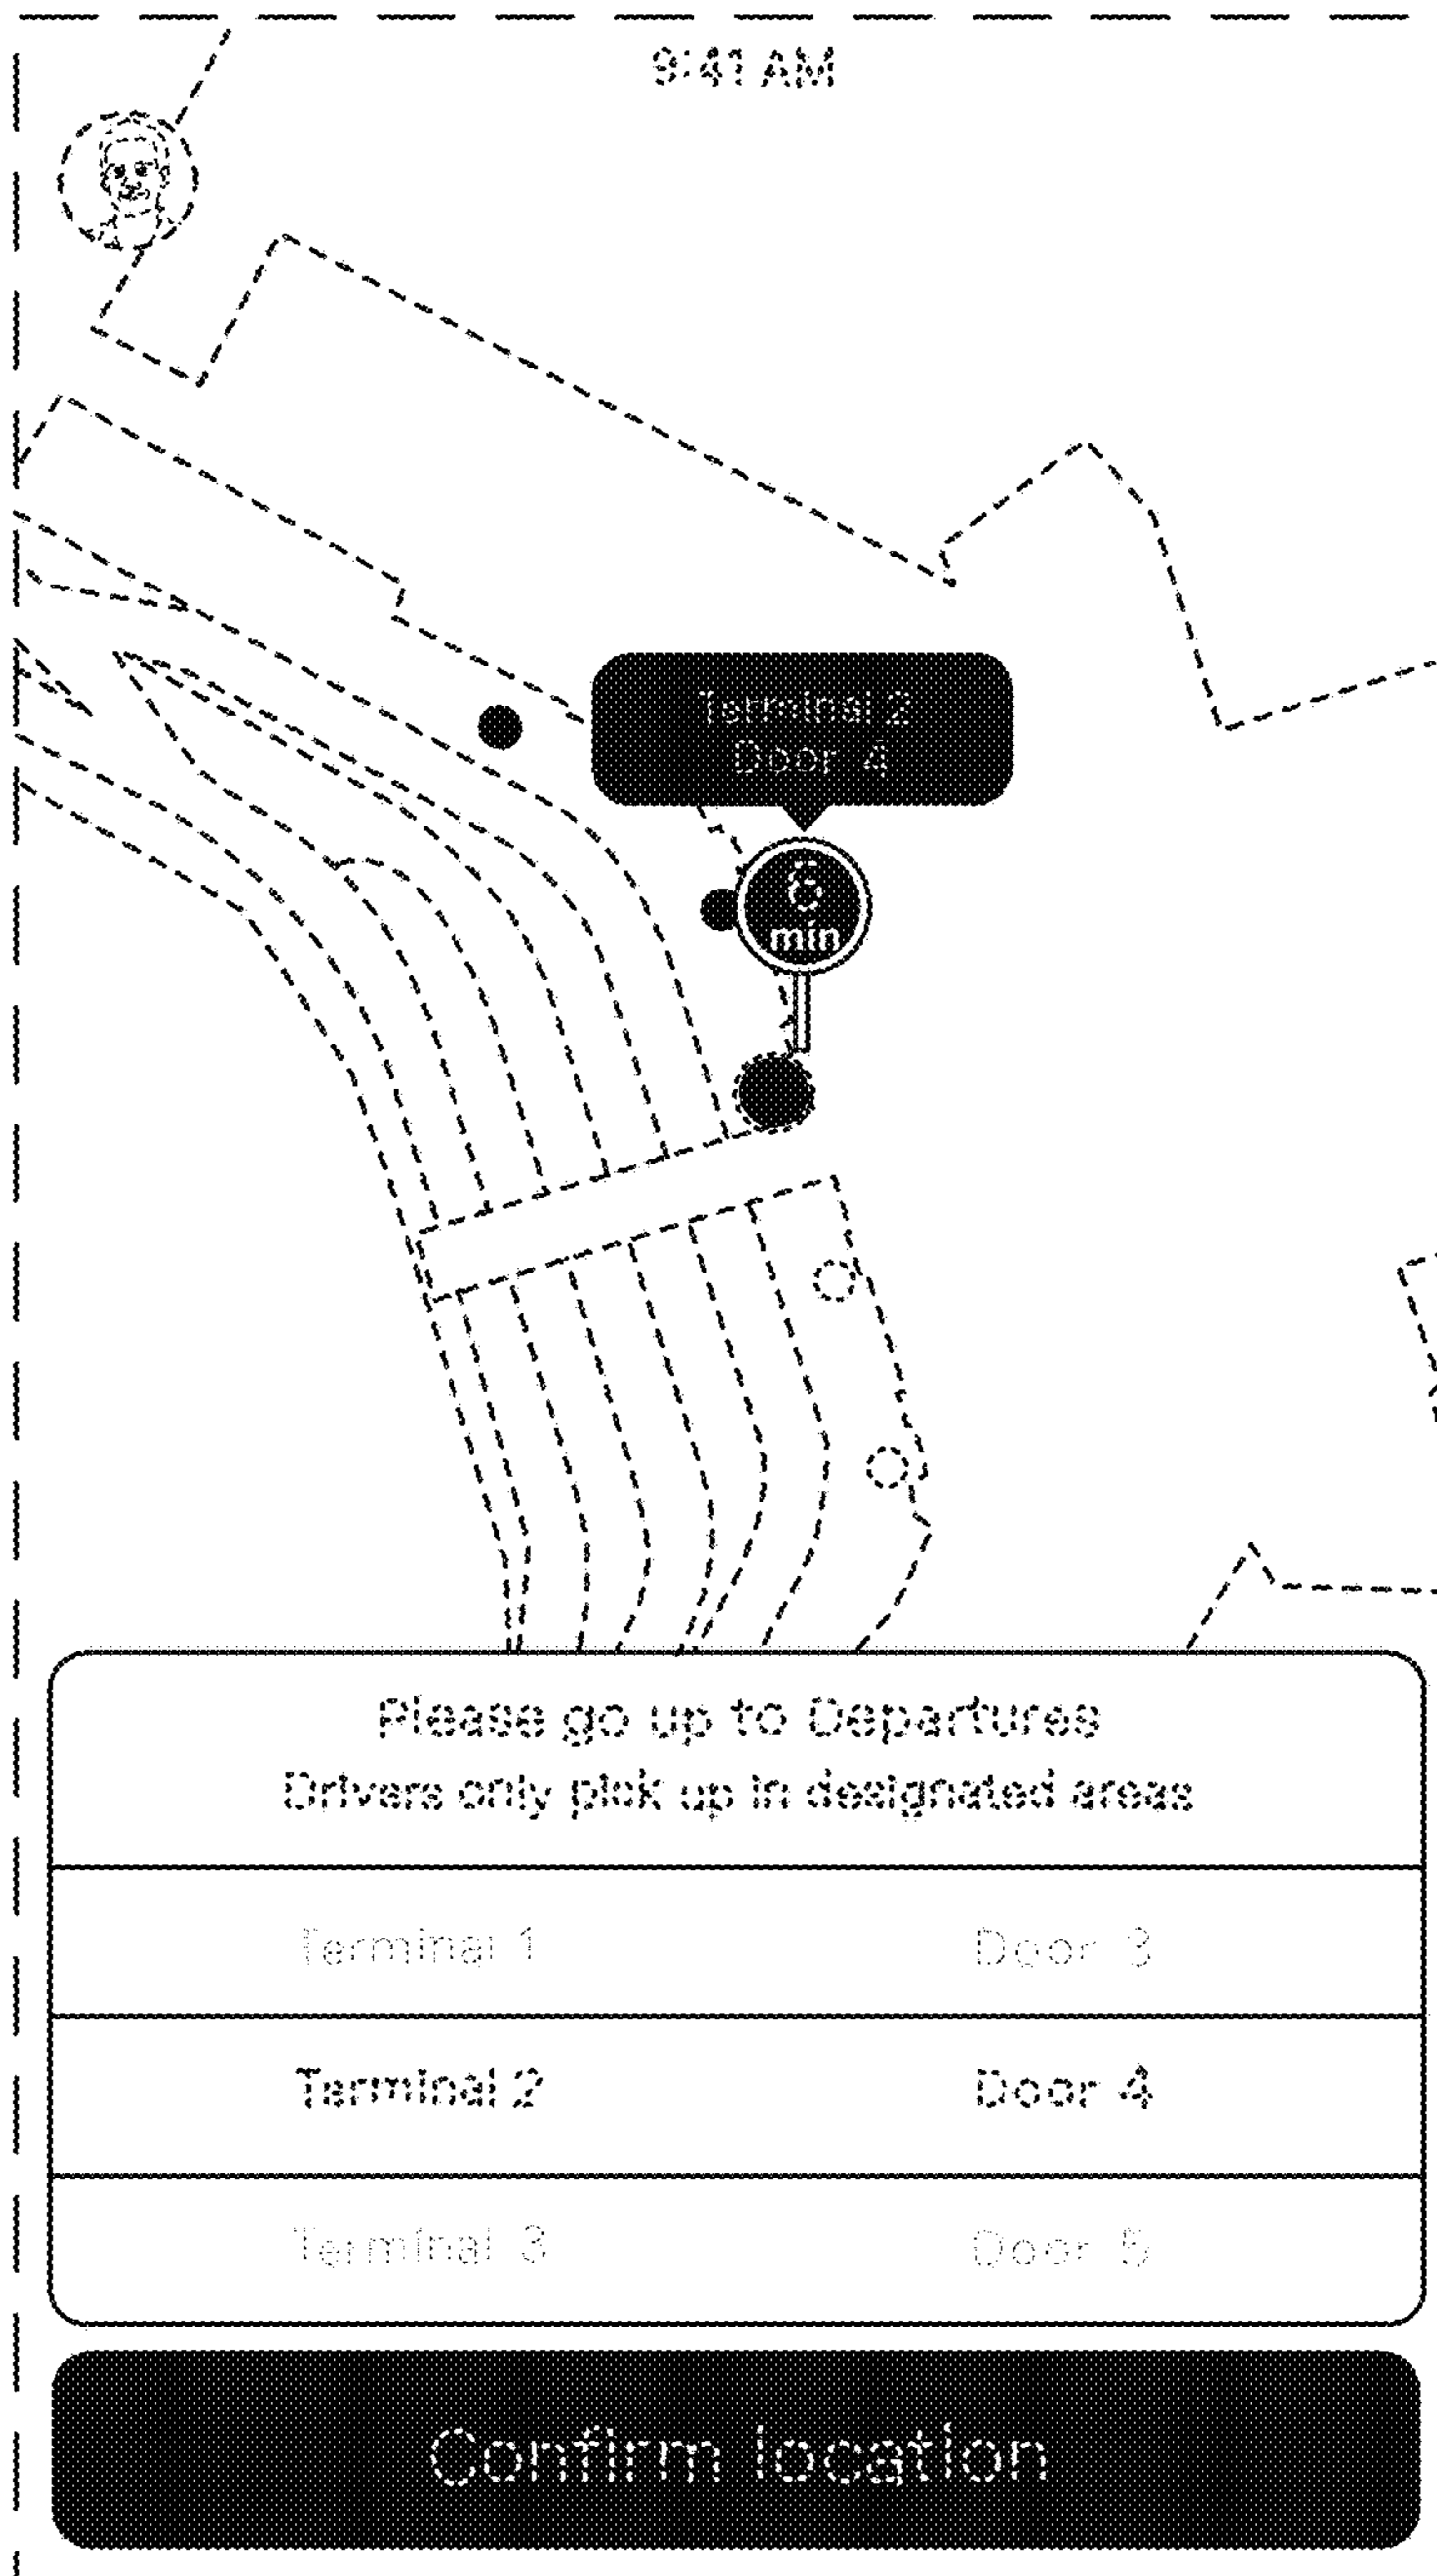 9:41 AM
Terminal 2
Door 4
6
min
Please go up to Departures
Drivers only pick up in designated areas
Terminal 1 Door 3
Terminal 2 Door 4
Terminal 3 Door 5
Confirm location